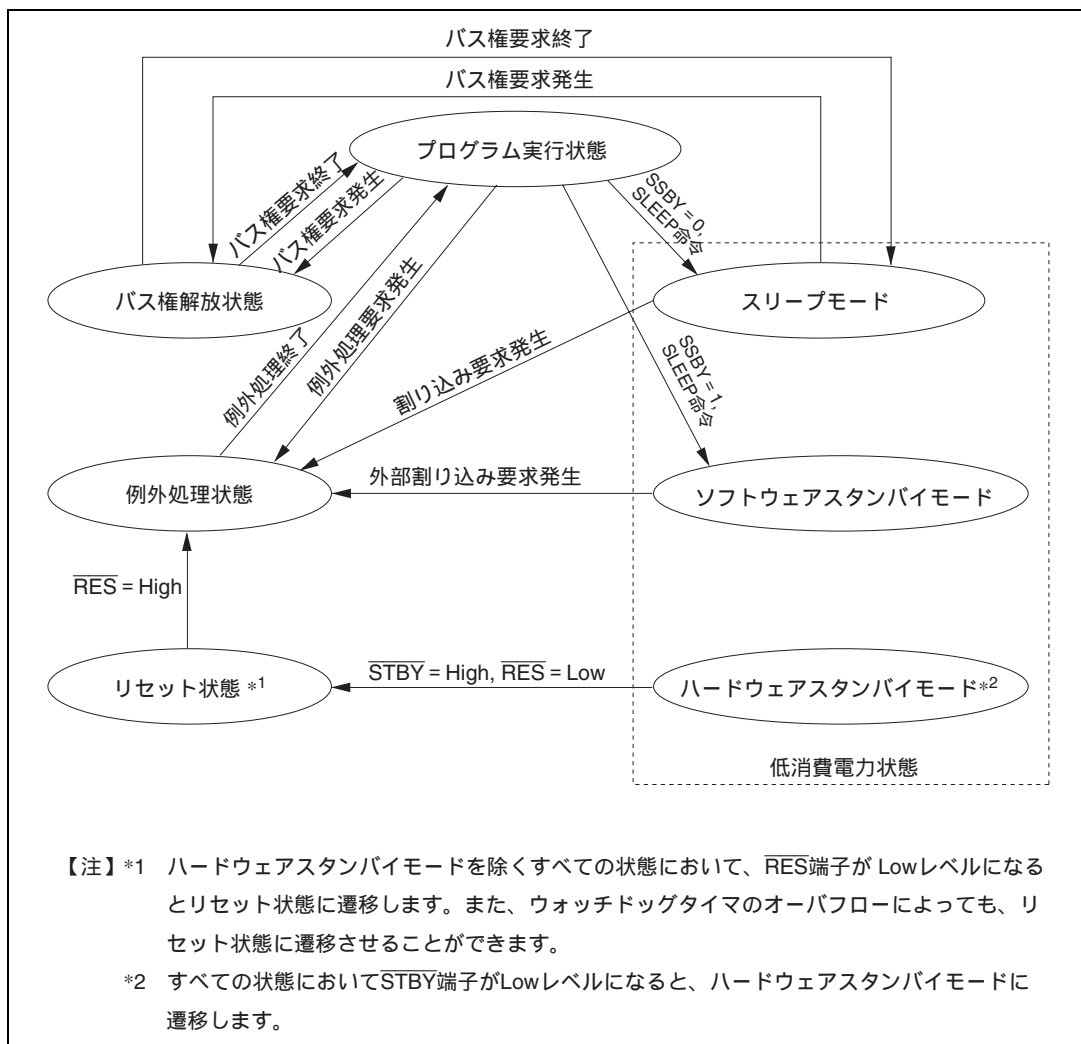 バス権要求終了
バス権要求発生
プログラム実行状態
バス権要求終了
バス権要求発生
SSBY = 0,
SLEEP命令
バス権解放状態
スリープモード
例外処理終了
例外処理要求発生
割り込み要求発生
SSBY = 1,
SLEEP命令
例外処理状態
外部割り込み要求発生
ソフトウェアスタンバイモード
R̅E̅S̅ = High
リセット状態 *1
S̅T̅B̅Y̅ = High, R̅E̅S̅ = Low
ハードウェアスタンバイモード*2
低消費電力状態
【注】*1 ハードウェアスタンバイモードを除くすべての状態において、R̅E̅S̅端子が Lowレベルになる
とリセット状態に遷移します。また、ウォッチドッグタイマのオーバフローによっても、リ
セット状態に遷移させることができます。
*2 すべての状態においてS̅T̅B̅Y̅端子がLowレベルになると、ハードウェアスタンバイモードに
遷移します。